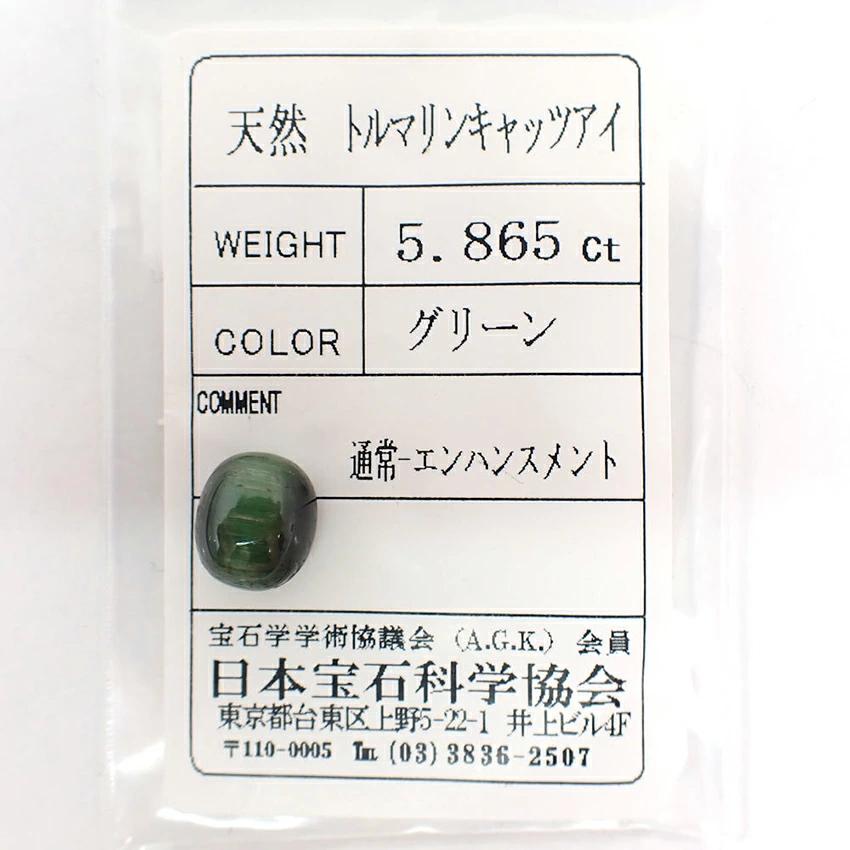 天然 トルマリンキャッツアイ
WEIGHT 5.865 ct
COLOR グリーン
COMMENT
通常-エンハンスメント
宝石学学術協議会 (A.G.K.) 会員
日本宝石科学協会
東京都台東区上野5-22-1 井上ビル4F
〒110-0005 ℡ (03) 3836-2507